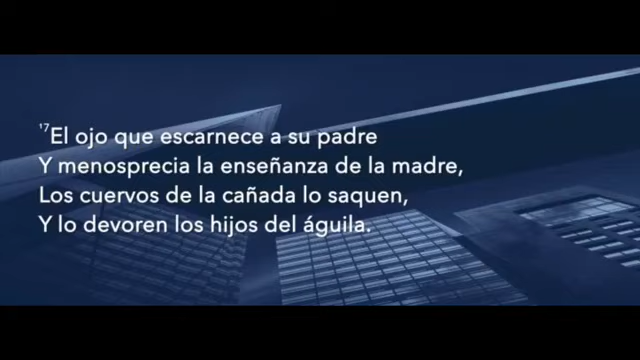 ¹⁷El ojo que escarnece a su padre
Y menosprecia la enseñanza de la madre,
Los cuervos de la cañada lo saquen,
Y lo devoren los hijos del águila.